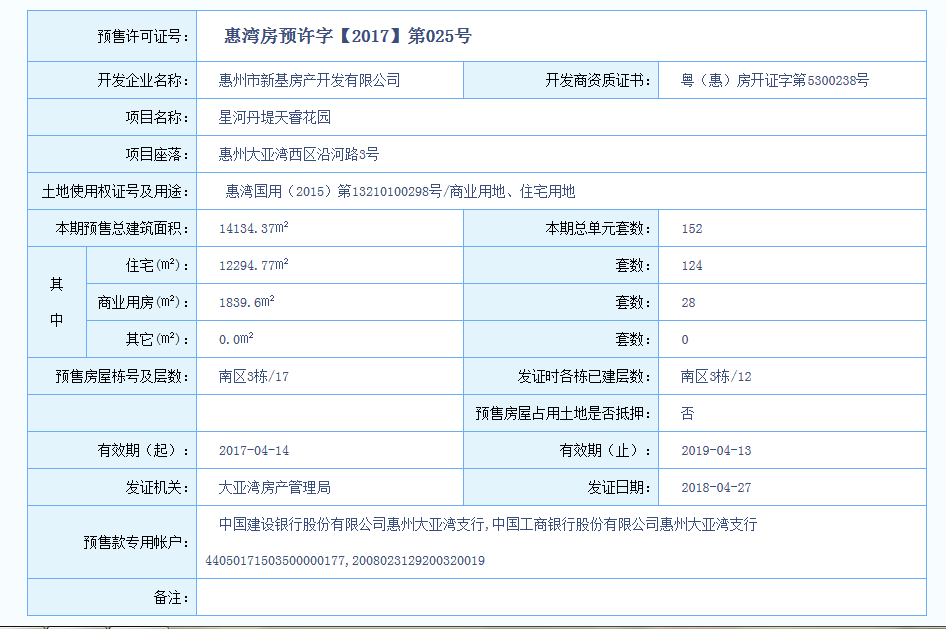 预售许可证号： 惠湾房预许字【2017】第025号
开发企业名称： 惠州市新基房产开发有限公司 开发商资质证书： 粤（惠）房开证字第5300238号
项目名称： 星河丹堤天睿花园
项目座落： 惠州大亚湾西区沿河路3号
土地使用权证号及用途： 惠湾国用（2015）第13210100298号/商业用地、住宅用地
本期预售总建筑面积： 14134.37m² 本期总单元套数： 152
其中
住宅(m²)： 12294.77m² 套数： 124
商业用房(m²)： 1839.6m² 套数： 28
其它(m²)： 0.0m² 套数： 0
预售房屋栋号及层数： 南区3栋/17 发证时各栋已建层数： 南区3栋/12
预售房屋占用土地是否抵押： 否
有效期（起）： 2017-04-14 有效期（止）： 2019-04-13
发证机关： 大亚湾房产管理局 发证日期： 2018-04-27
预售款专用帐户： 中国建设银行股份有限公司惠州大亚湾支行,中国工商银行股份有限公司惠州大亚湾支行
44050171503500000177,2008023129200320019
备注：